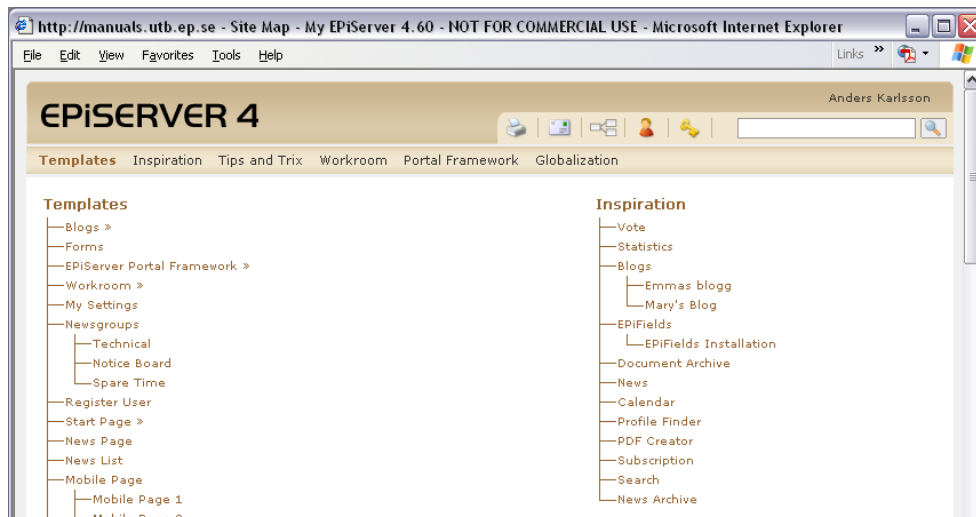 http://manuals.utb.ep.se - Site Map - My EPiServer 4.60 - NOT FOR COMMERCIAL USE - Microsoft Internet Explorer
File Edit View Favorites Tools Help Links »
Anders Karlsson
EPiSERVER 4
Templates Inspiration Tips and Trix Workroom Portal Framework Globalization
Templates
Blogs »
Forms
EPiServer Portal Framework »
Workroom »
My Settings
Newsgroups
Technical
Notice Board
Spare Time
Register User
Start Page »
News Page
News List
Mobile Page
Mobile Page 1
Inspiration
Vote
Statistics
Blogs
Emmas blogg
Mary's Blog
EPiFields
EPiFields Installation
Document Archive
News
Calendar
Profile Finder
PDF Creator
Subscription
Search
News Archive